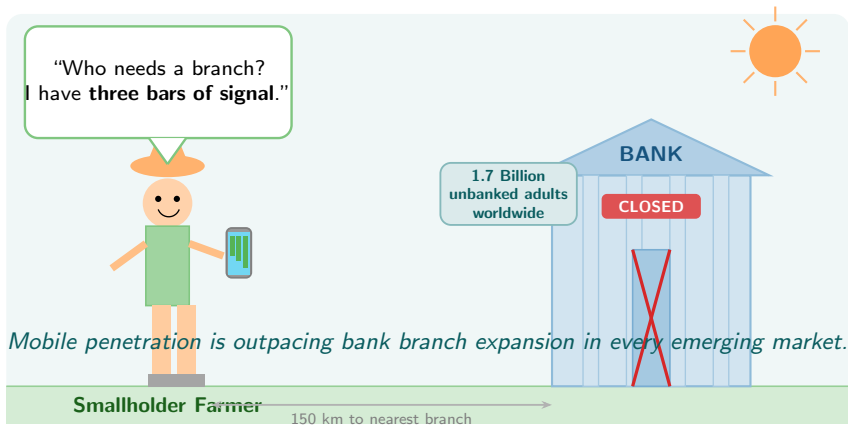 “Who needs a branch?
I have three bars of signal.”
BANK
1.7 Billion
unbanked adults
worldwide
CLOSED
Mobile penetration is outpacing bank branch expansion in every emerging market.
Smallholder Farmer
150 km to nearest branch